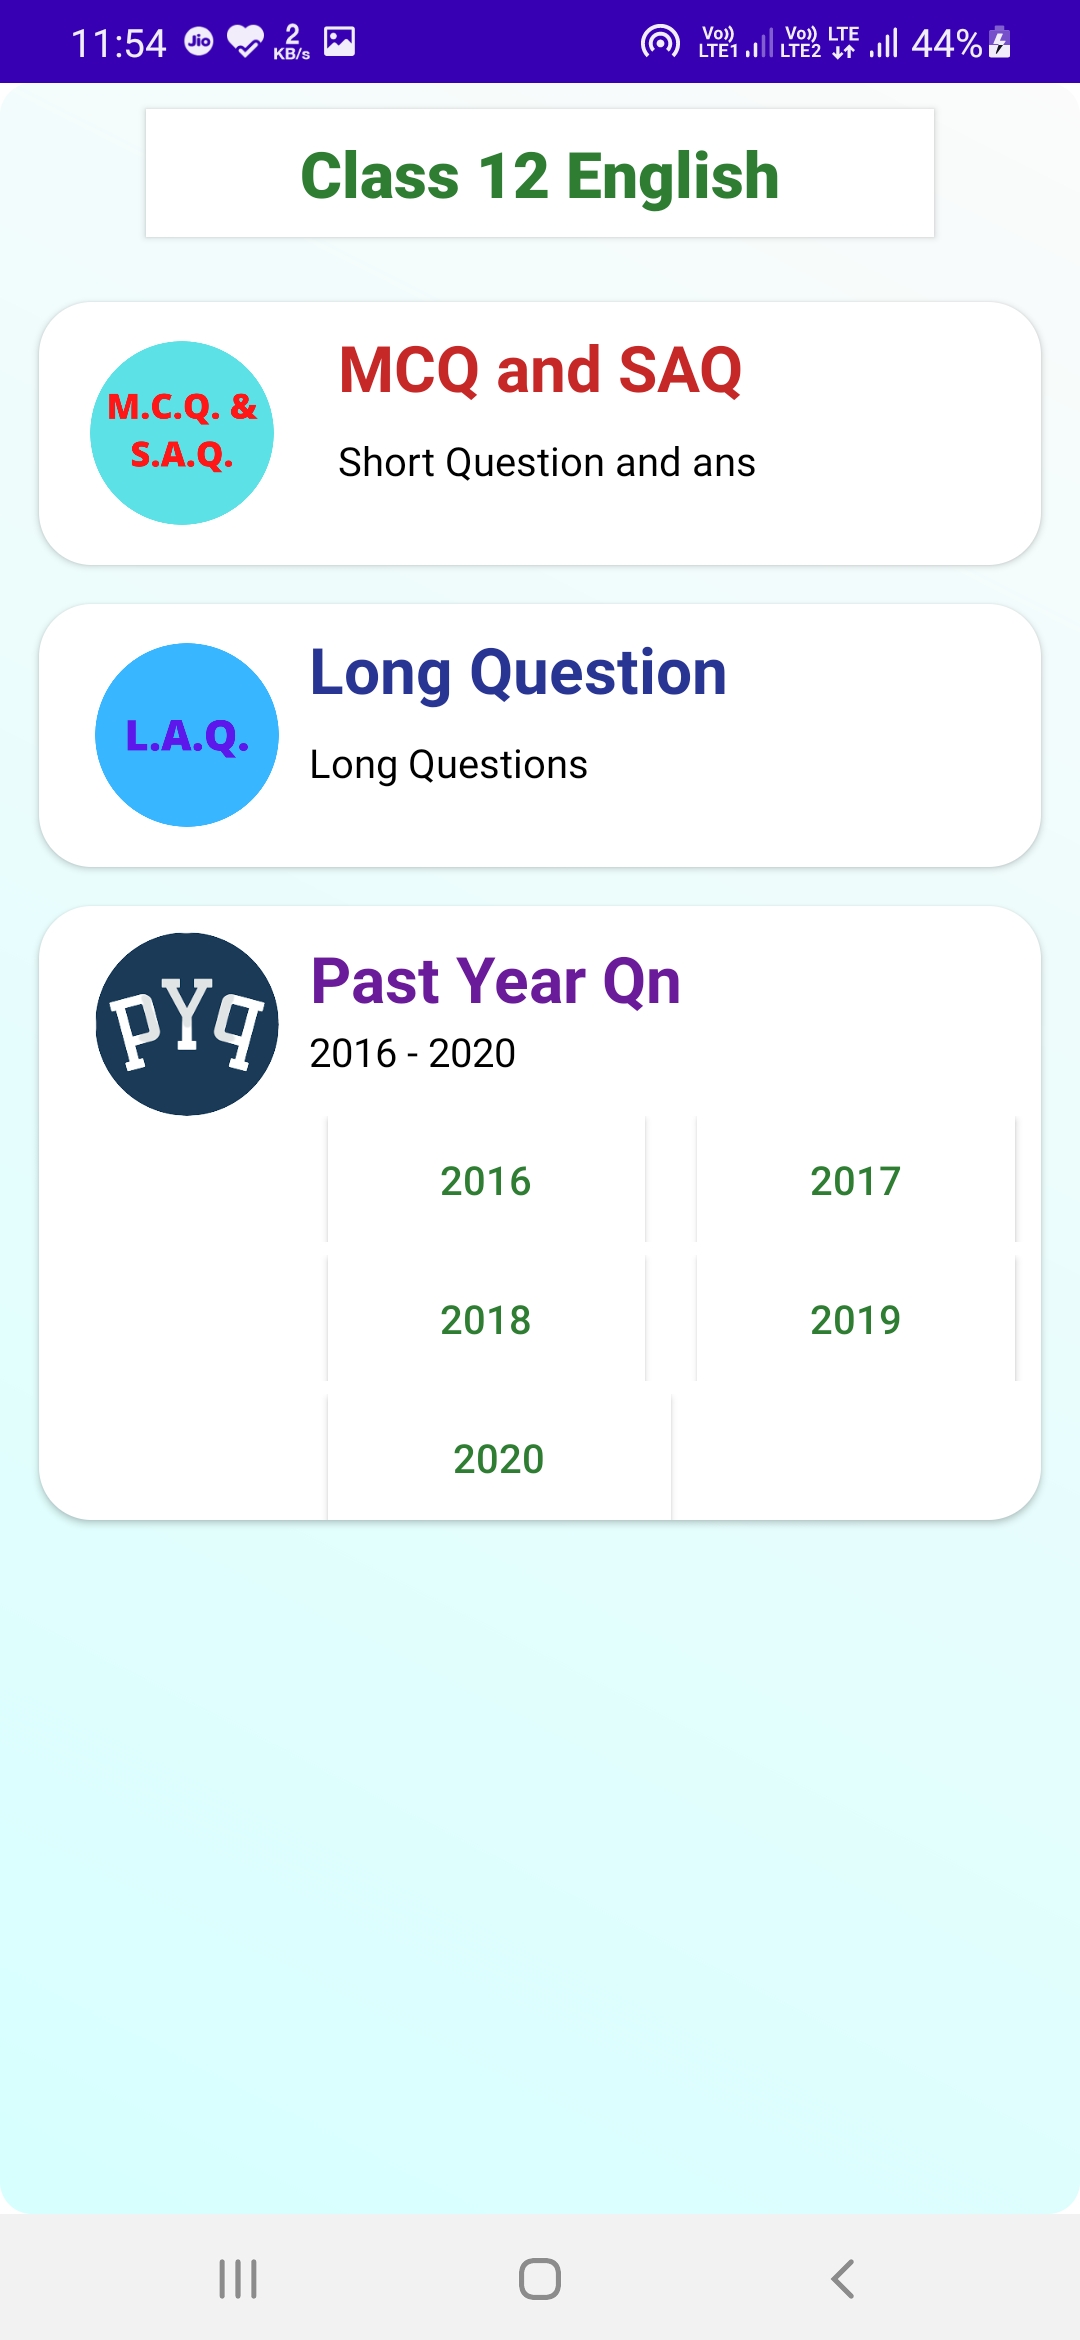 11:54 Jio 2 KB/s Vo)) LTE1 Vo)) LTE2 LTE 44%
Class 12 English
M.C.Q. & S.A.Q.
MCQ and SAQ
Short Question and ans
L.A.Q.
Long Question
Long Questions
PYQ
Past Year Qn
2016 - 2020
2016 2017
2018 2019
2020